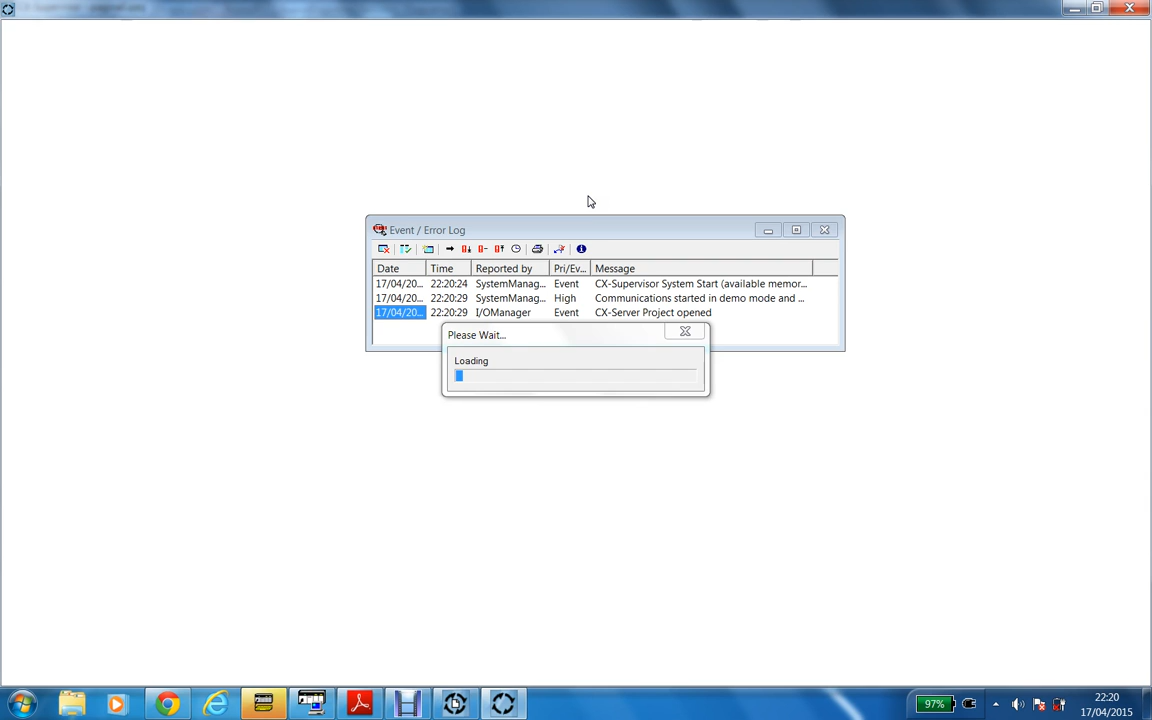 Event / Error Log
Date Time Reported by Pri/Ev... Message
17/04/20... 22:20:24 SystemManag... Event CX-Supervisor System Start (available memor...
17/04/20... 22:20:29 SystemManag... High Communications started in demo mode and ...
17/04/20... 22:20:29 I/OManager Event CX-Server Project opened
Please Wait...
Loading
97%
22:20
17/04/2015